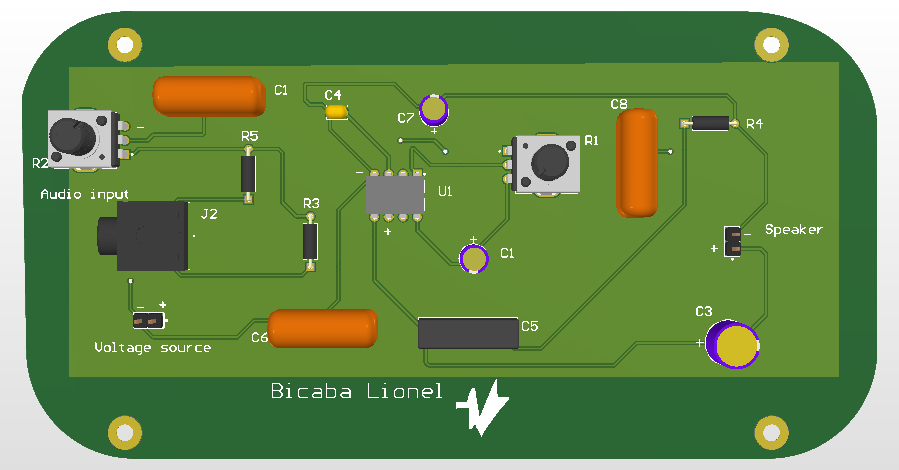 C1
C4
C7
+
C8
R4
R5
R1
R2
Audio input
U1
R3
J2
+
Speaker
+
+
C1
- +
Voltage source
C6
C5
C3
+
Bicaba Lionel